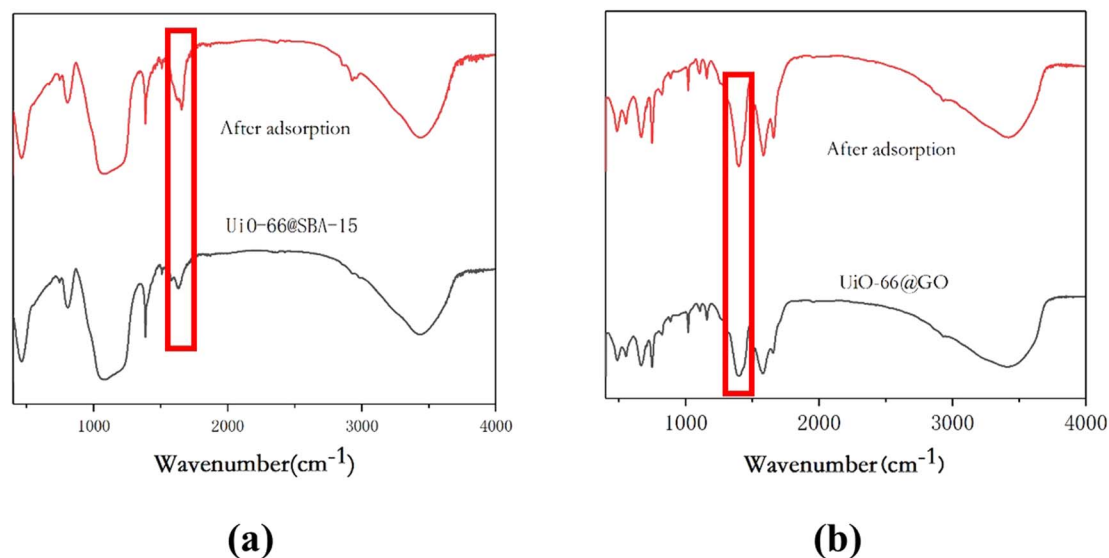 After adsorption
UiO-66@SBA-15
1000 2000 3000 4000
Wavenumber(cm-1)
(a)
After adsorption
UiO-66@GO
1000 2000 3000 4000
Wavenumber(cm-1)
(b)